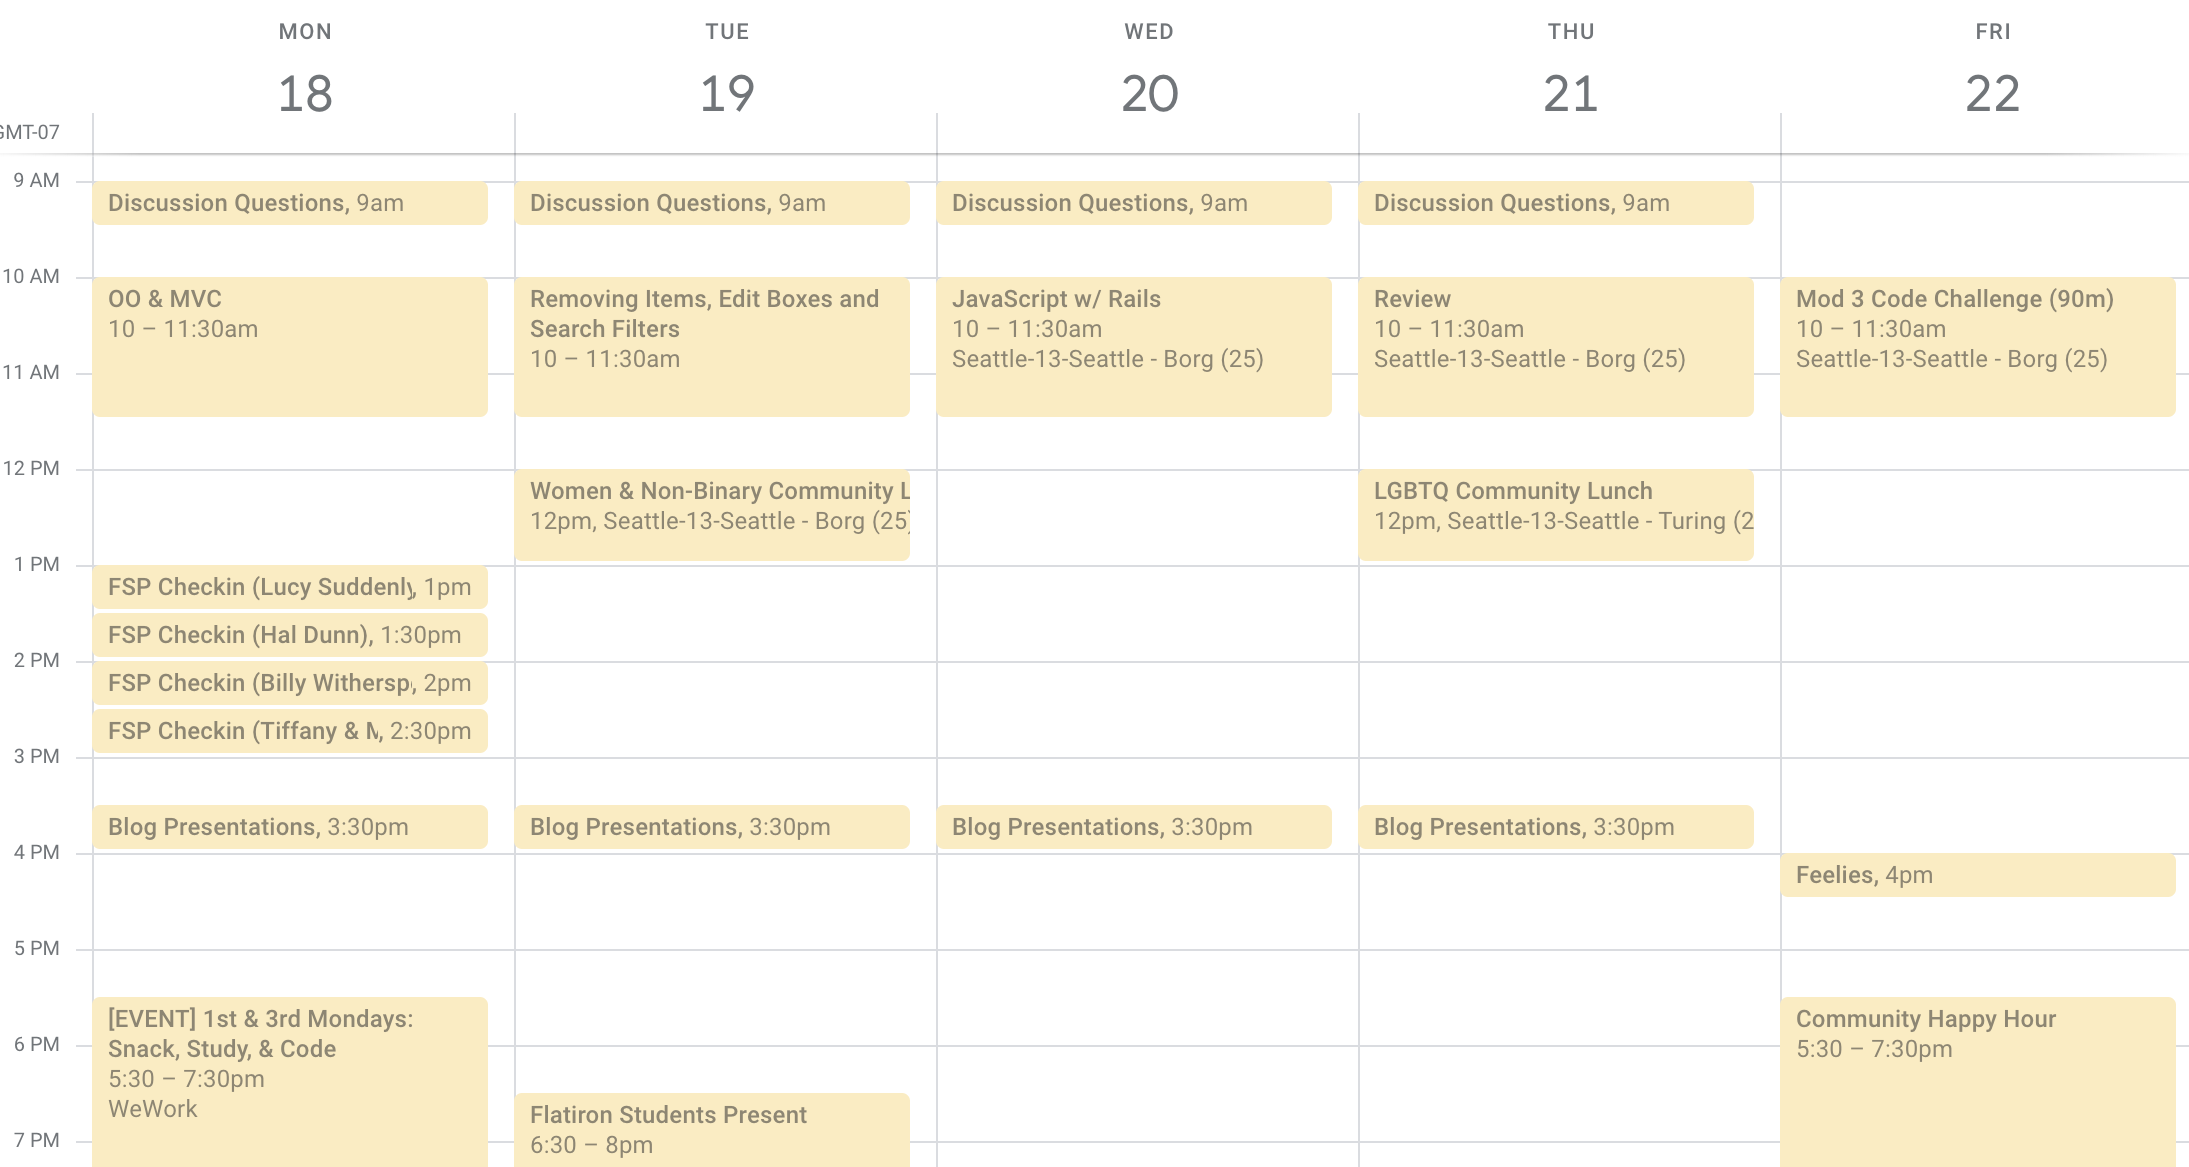 MON
18
TUE
19
WED
20
THU
21
FRI
22
GMT-07
9 AM
10 AM
11 AM
12 PM
1 PM
2 PM
3 PM
4 PM
5 PM
6 PM
7 PM
Discussion Questions, 9am
OO & MVC
10 – 11:30am
FSP Checkin (Lucy Suddenly, 1pm
FSP Checkin (Hal Dunn), 1:30pm
FSP Checkin (Billy Withersp, 2pm
FSP Checkin (Tiffany & M, 2:30pm
Blog Presentations, 3:30pm
[EVENT] 1st & 3rd Mondays:
Snack, Study, & Code
5:30 – 7:30pm
WeWork
Discussion Questions, 9am
Removing Items, Edit Boxes and
Search Filters
10 – 11:30am
Women & Non-Binary Community L
12pm, Seattle-13-Seattle - Borg (25)
Blog Presentations, 3:30pm
Flatiron Students Present
6:30 – 8pm
Discussion Questions, 9am
JavaScript w/ Rails
10 – 11:30am
Seattle-13-Seattle - Borg (25)
Blog Presentations, 3:30pm
Discussion Questions, 9am
Review
10 – 11:30am
Seattle-13-Seattle - Borg (25)
LGBTQ Community Lunch
12pm, Seattle-13-Seattle - Turing (2
Blog Presentations, 3:30pm
Mod 3 Code Challenge (90m)
10 – 11:30am
Seattle-13-Seattle - Borg (25)
Feelies, 4pm
Community Happy Hour
5:30 – 7:30pm